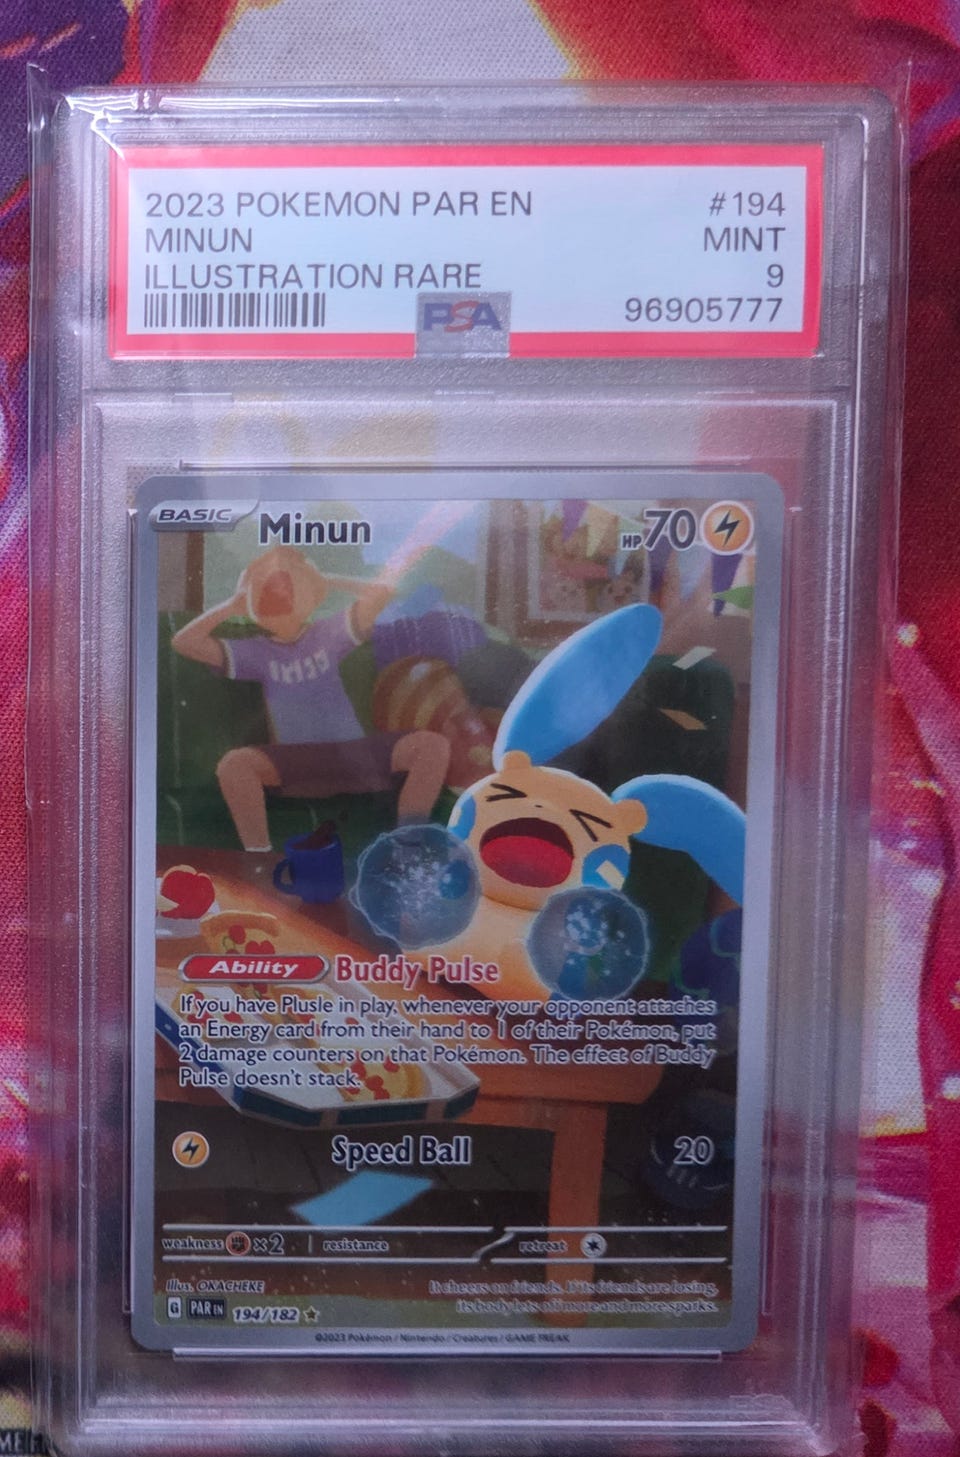 2023 POKEMON PAR EN #194
MINUN MINT
ILLUSTRATION RARE 9
PSA 96905777
BASIC Minun HP 70
Ability Buddy Pulse
If you have Plusle in play, whenever your opponent attaches
an Energy card from their hand to 1 of their Pokémon, put
2 damage counters on that Pokémon. The effect of Buddy
Pulse doesn't stack.
Speed Ball 20
weakness ×2 resistance retreat
Illus. OKACHEKE
It cheers on friends. If its friends are losing,
its body lets off more and more sparks.
G PAR EN 194/182
©2023 Pokémon / Nintendo / Creatures / GAME FREAK